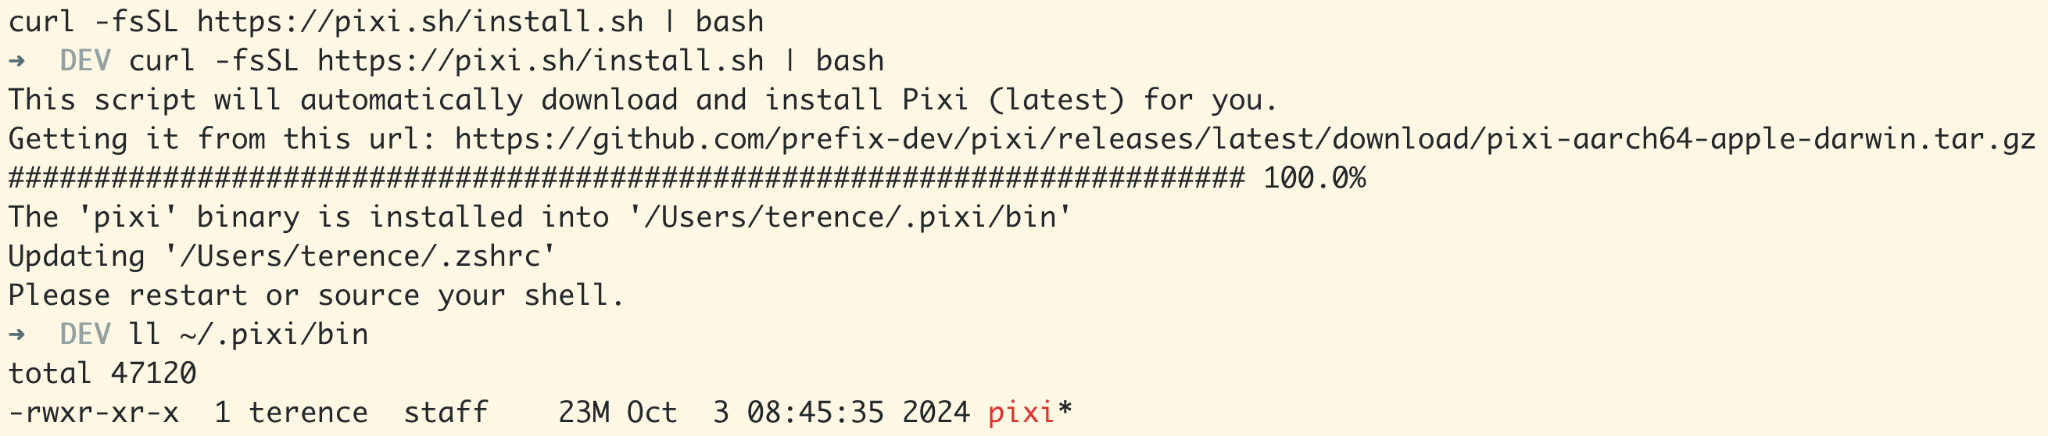 curl -fsSL https://pixi.sh/install.sh | bash
➜  DEV curl -fsSL https://pixi.sh/install.sh | bash
This script will automatically download and install Pixi (latest) for you.
Getting it from this url: https://github.com/prefix-dev/pixi/releases/latest/download/pixi-aarch64-apple-darwin.tar.gz
######################################################################## 100.0%
The 'pixi' binary is installed into '/Users/terence/.pixi/bin'
Updating '/Users/terence/.zshrc'
Please restart or source your shell.
➜  DEV ll ~/.pixi/bin
total 47120
-rwxr-xr-x  1 terence  staff    23M Oct  3 08:45:35 2024 pixi*